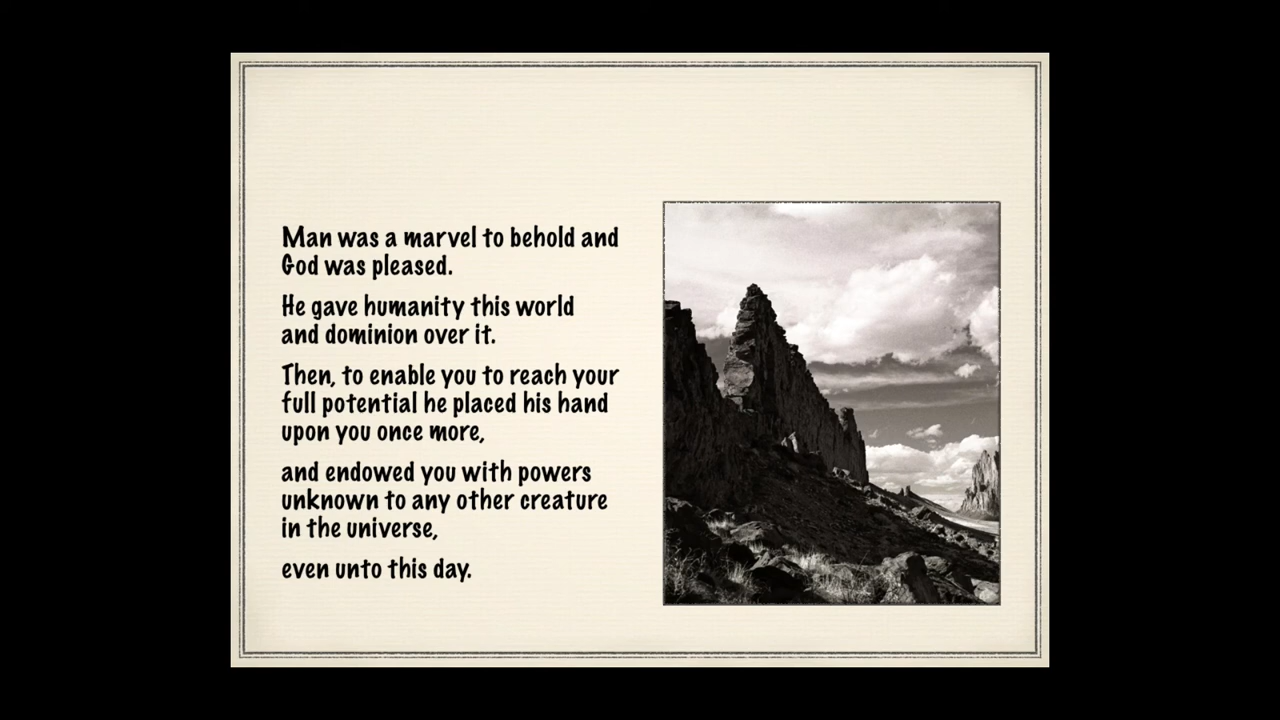 Man was a marvel to behold and
God was pleased.
He gave humanity this world
and dominion over it.
Then, to enable you to reach your
full potential he placed his hand
upon you once more,
and endowed you with powers
unknown to any other creature
in the universe,
even unto this day.